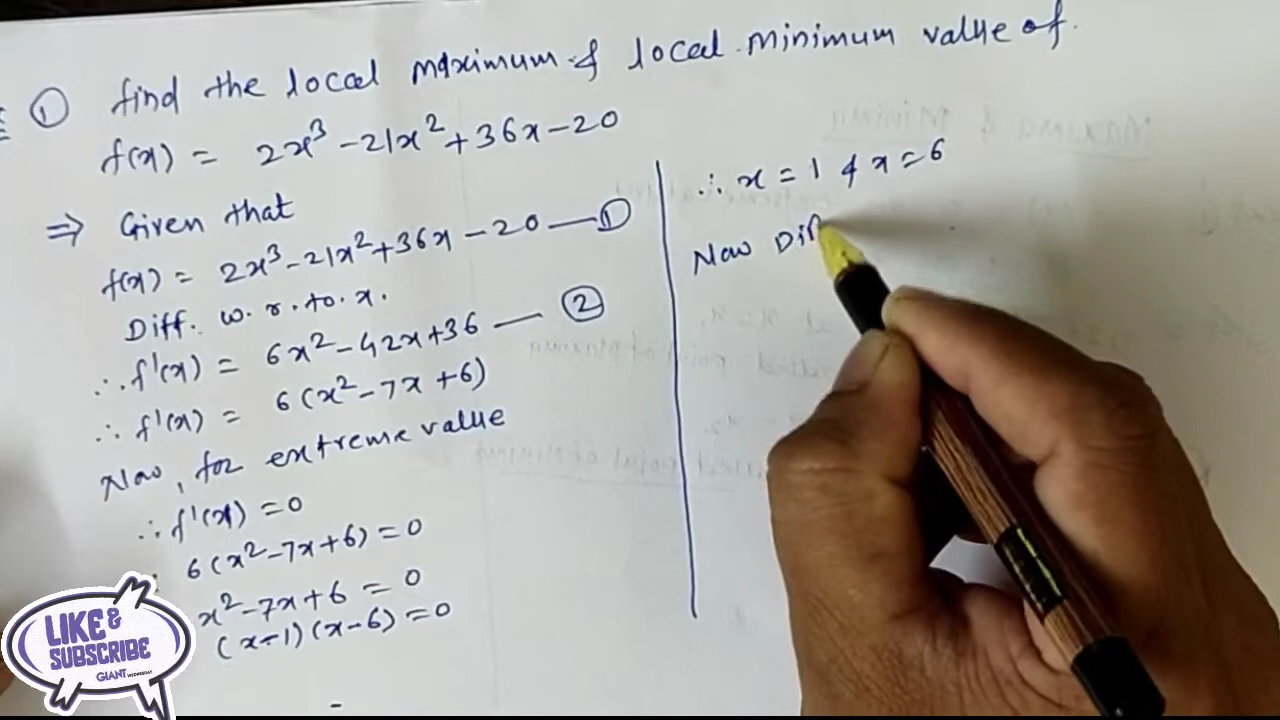 ① find the local maximum & local minimum value of.
f(x) = 2x³ - 21x² + 36x - 20
⇒ Given that
f(x) = 2x³ - 21x² + 36x - 20 — ①
Diff. w. r. to. x.
∴ f'(x) = 6x² - 42x + 36 — ②
∴ f'(x) = 6(x² - 7x + 6)
Now, for extreme value
∴ f'(x) = 0
6(x² - 7x + 6) = 0
x² - 7x + 6 = 0
(x-1)(x-6) = 0
∴ x = 1 & x = 6
Now Dif
LIKE &
SUBSCRIBE
GIANT WEDNESDAY